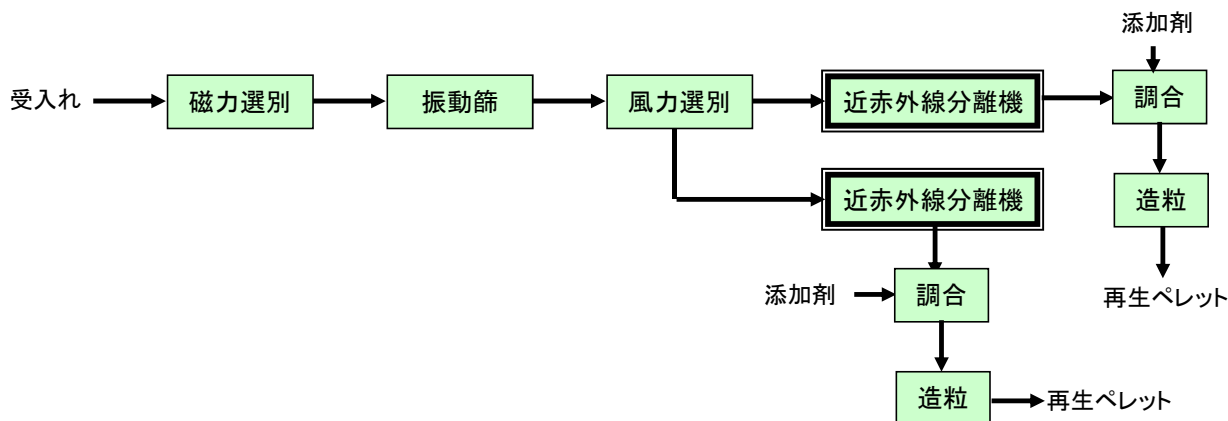 添加剤
受入れ
磁力選別
振動篩
風力選別
近赤外線分離機
調合
近赤外線分離機
造粒
添加剤
調合
再生ペレット
造粒
再生ペレット